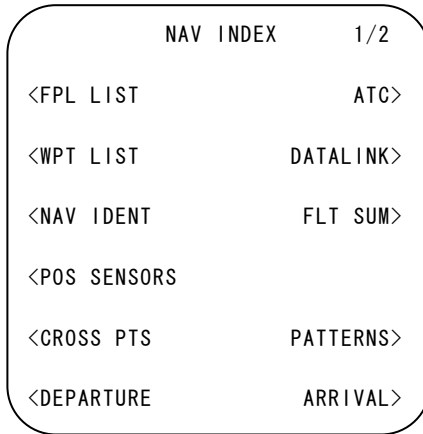 NAV INDEX 1/2
<FPL LIST ATC>
<WPT LIST DATALINK>
<NAV IDENT FLT SUM>
<POS SENSORS
<CROSS PTS PATTERNS>
<DEPARTURE ARRIVAL>